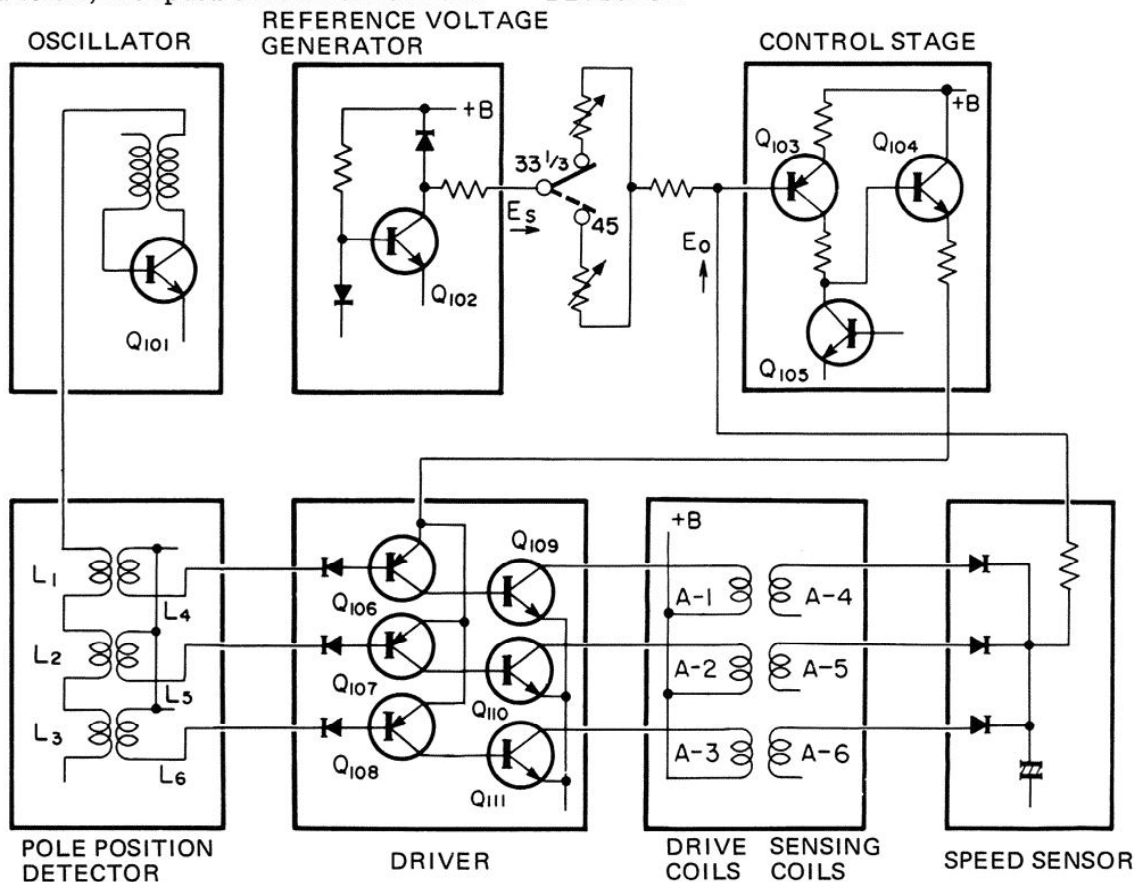 OSCILLATOR
REFERENCE VOLTAGE
GENERATOR
CONTROL STAGE
+B
33 1/3
45
Es
Eo
Q101
Q102
Q103
Q104
+B
Q105
L1
L4
L2
L5
L3
L6
Q106
Q107
Q108
Q109
Q110
Q111
+B
A-1
A-4
A-2
A-5
A-3
A-6
POLE POSITION
DETECTOR
DRIVER
DRIVE
COILS
SENSING
COILS
SPEED SENSOR